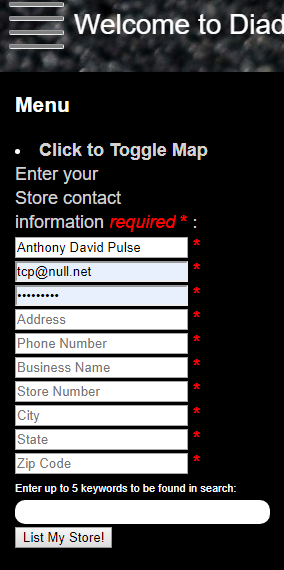 Welcome to Diad
Menu
• Click to Toggle Map
Enter your
Store contact
information required * :
Anthony David Pulse *
tcp@null.net *
••••••••• *
Address *
Phone Number *
Business Name *
Store Number *
City *
State *
Zip Code *
Enter up to 5 keywords to be found in search:
List My Store!